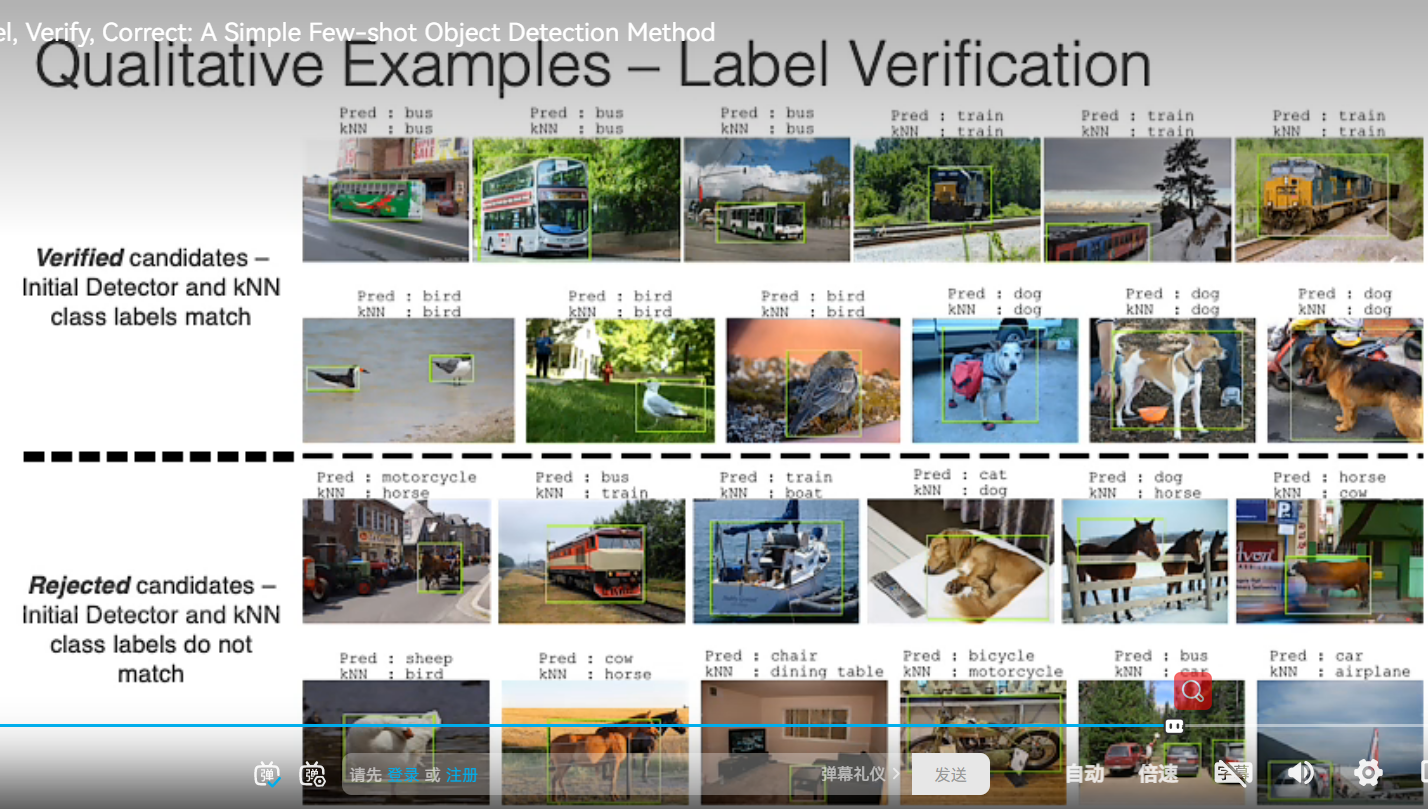 el, Verify, Correct: A Simple Few-shot Object Detection Method
Qualitative Examples – Label Verification
Pred : bus
kNN : bus
Pred : bus
kNN : bus
Pred : bus
kNN : bus
Pred : train
kNN : train
Pred : train
kNN : train
Pred : train
kNN : train
Verified candidates –
Initial Detector and kNN
class labels match
Pred : bird
kNN : bird
Pred : bird
kNN : bird
Pred : bird
kNN : bird
Pred : dog
kNN : dog
Pred : dog
kNN : dog
Pred : dog
kNN : dog
Pred : motorcycle
kNN : horse
Pred : bus
kNN : train
Pred : train
kNN : boat
Pred : cat
kNN : dog
Pred : dog
kNN : horse
Pred : horse
kNN : cow
Rejected candidates –
Initial Detector and kNN
class labels do not
match
Pred : sheep
kNN : bird
Pred : cow
kNN : horse
Pred : chair
kNN : dining table
Pred : bicycle
kNN : motorcycle
Pred : bus
kNN : car
Pred : car
kNN : airplane
弹
弹
请先 登录 或 注册
弹幕礼仪
发送
自动
倍速
字幕